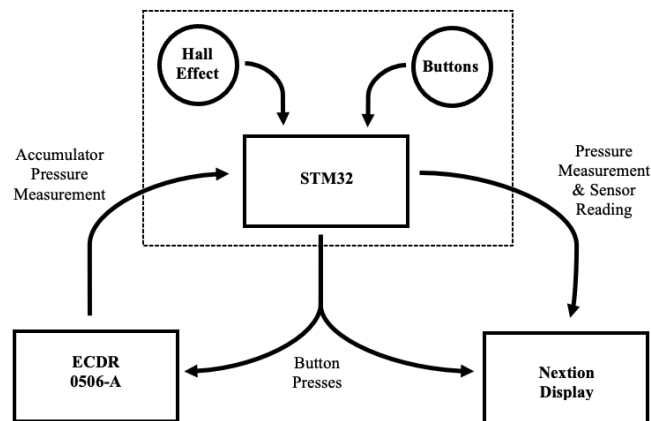 Hall
Effect
Buttons
Accumulator
Pressure
Measurement
STM32
Pressure
Measurement
& Sensor
Reading
ECDR
0506-A
Button
Presses
Nextion
Display